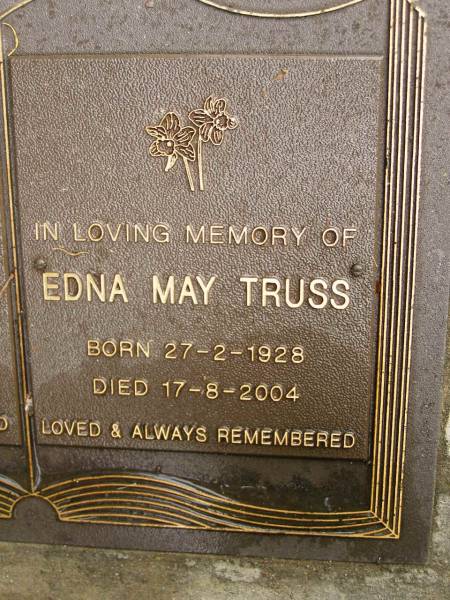 IN LOVING MEMORY OF
EDNA MAY TRUSS
BORN 27-2-1928
DIED 17-8-2004
LOVED & ALWAYS REMEMBERED